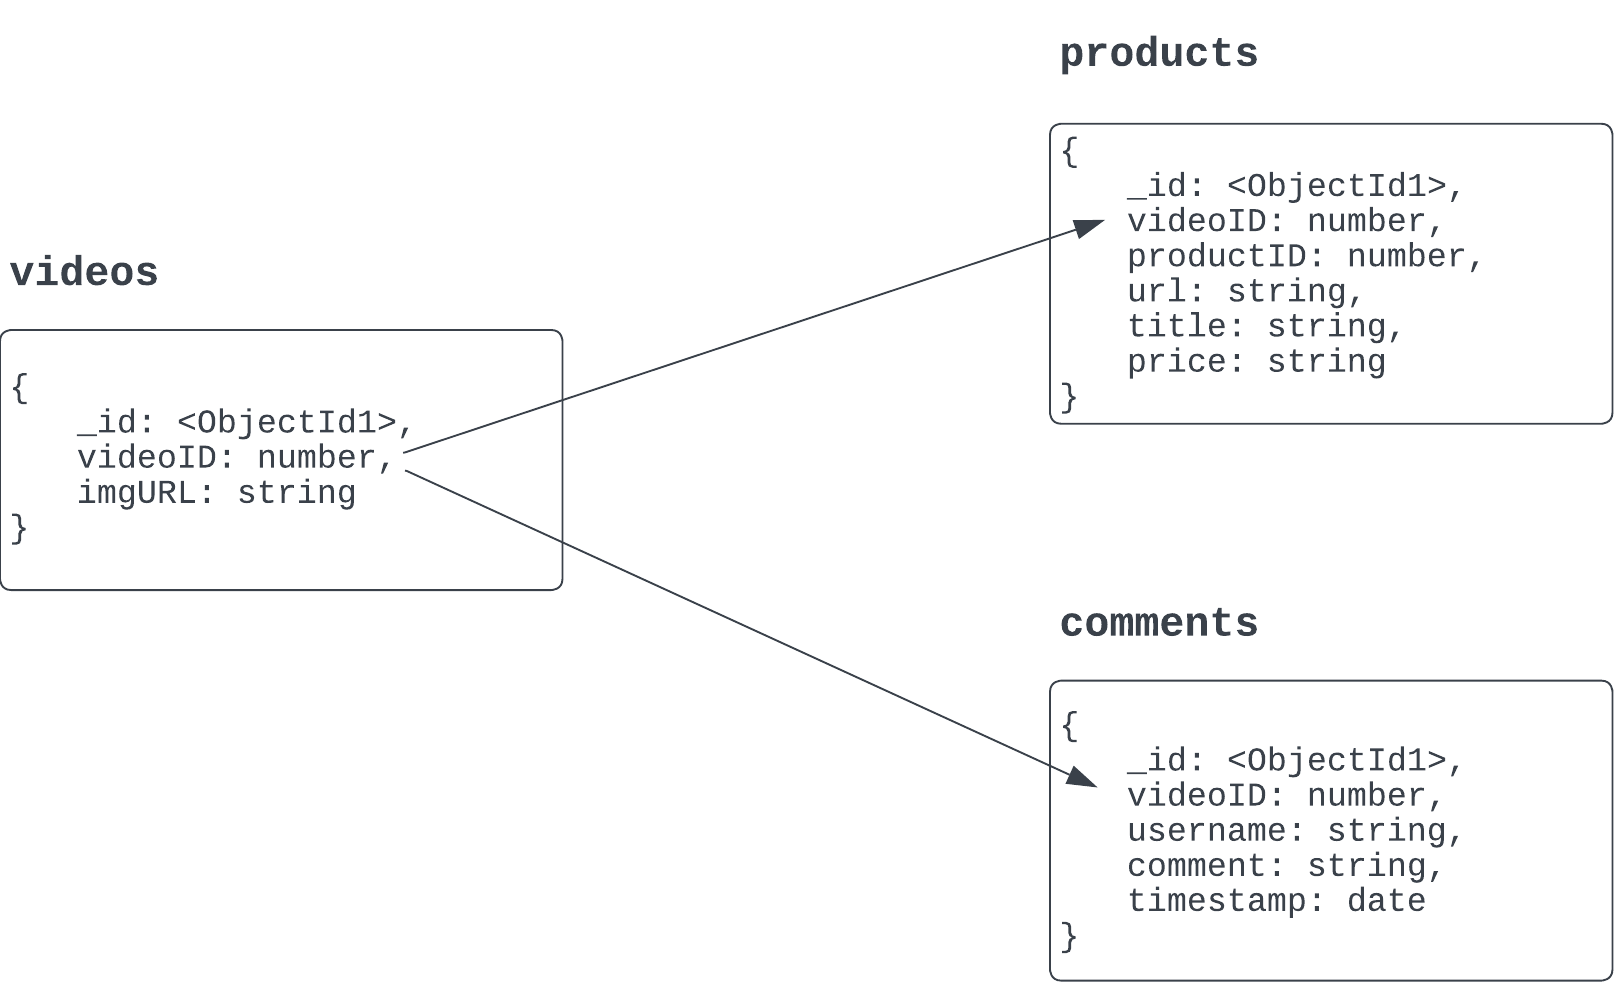 products
{
_id: <ObjectId1>,
videoID: number,
productID: number,
url: string,
title: string,
price: string
}
videos
{
_id: <ObjectId1>,
videoID: number,
imgURL: string
}
comments
{
_id: <ObjectId1>,
videoID: number,
username: string,
comment: string,
timestamp: date
}